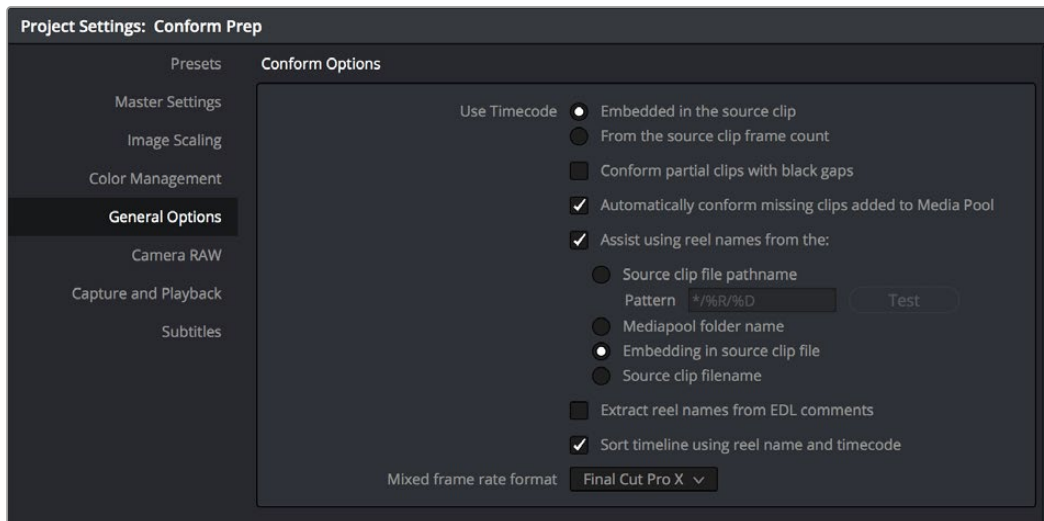 Project Settings: Conform Prep
Presets
Master Settings
Image Scaling
Color Management
General Options
Camera RAW
Capture and Playback
Subtitles
Conform Options
Use Timecode Embedded in the source clip
From the source clip frame count
Conform partial clips with black gaps
Automatically conform missing clips added to Media Pool
Assist using reel names from the:
Source clip file pathname
Pattern */%R/%D Test
Mediapool folder name
Embedding in source clip file
Source clip filename
Extract reel names from EDL comments
Sort timeline using reel name and timecode
Mixed frame rate format Final Cut Pro X